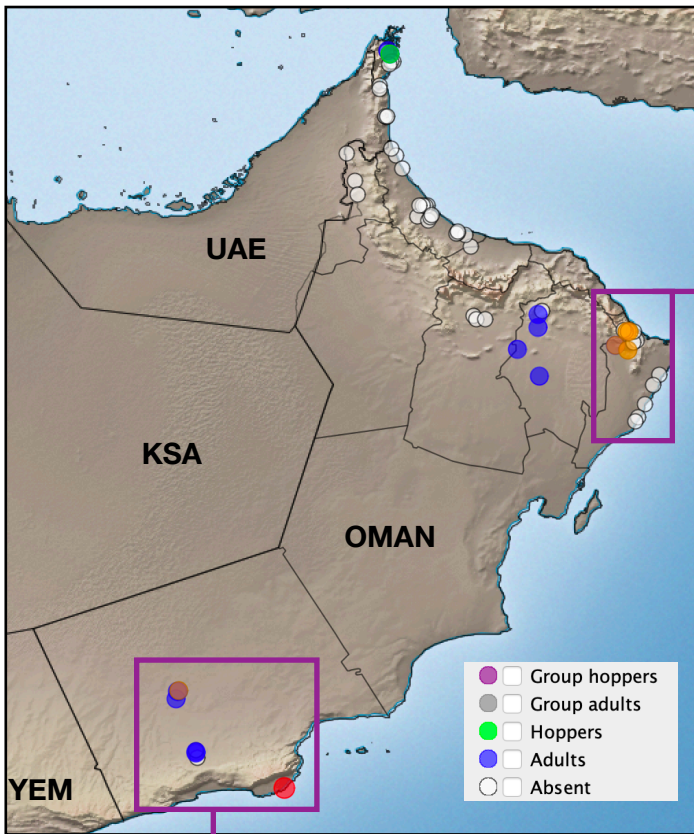 UAE
KSA
OMAN
YEM
Group hoppers
Group adults
Hoppers
Adults
Absent